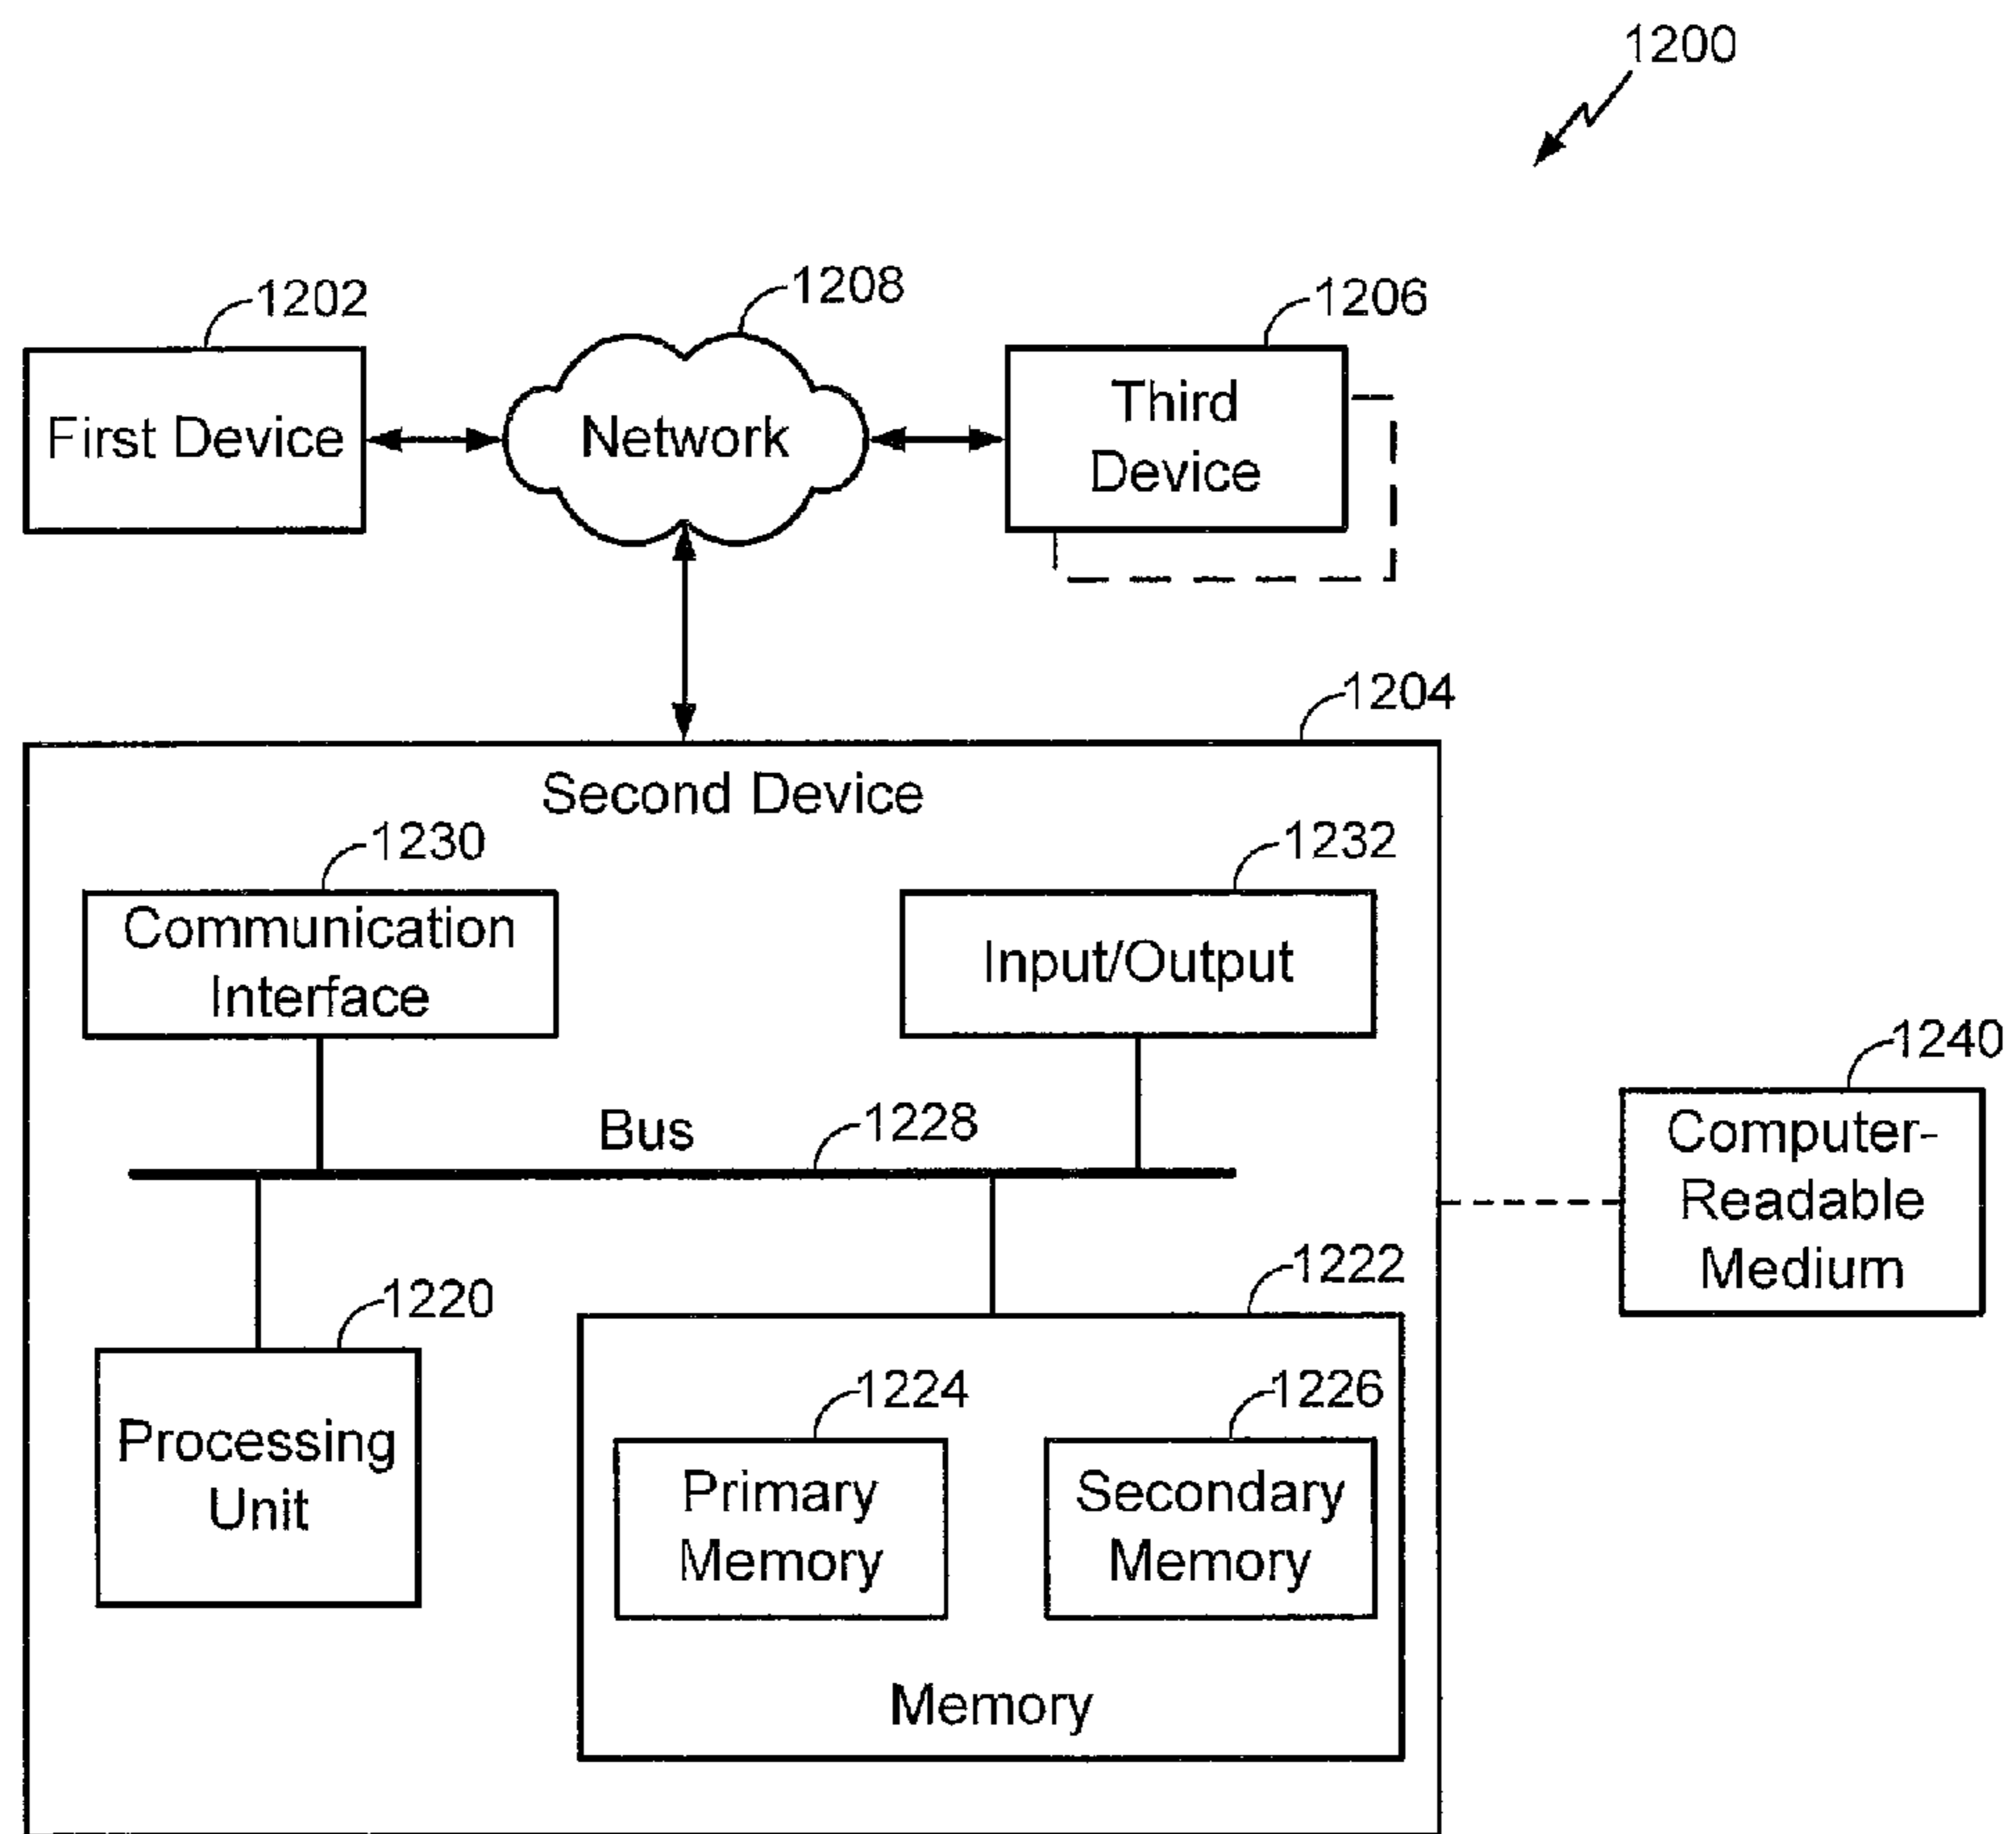 1200
1202
1208
1206
First Device
Network
Third
Device
1204
Second Device
1230
1232
Communication
Interface
Input/Output
1240
Bus
1228
Computer-
Readable
Medium
1222
1220
Processing
Unit
1224
1226
Primary
Memory
Secondary
Memory
Memory